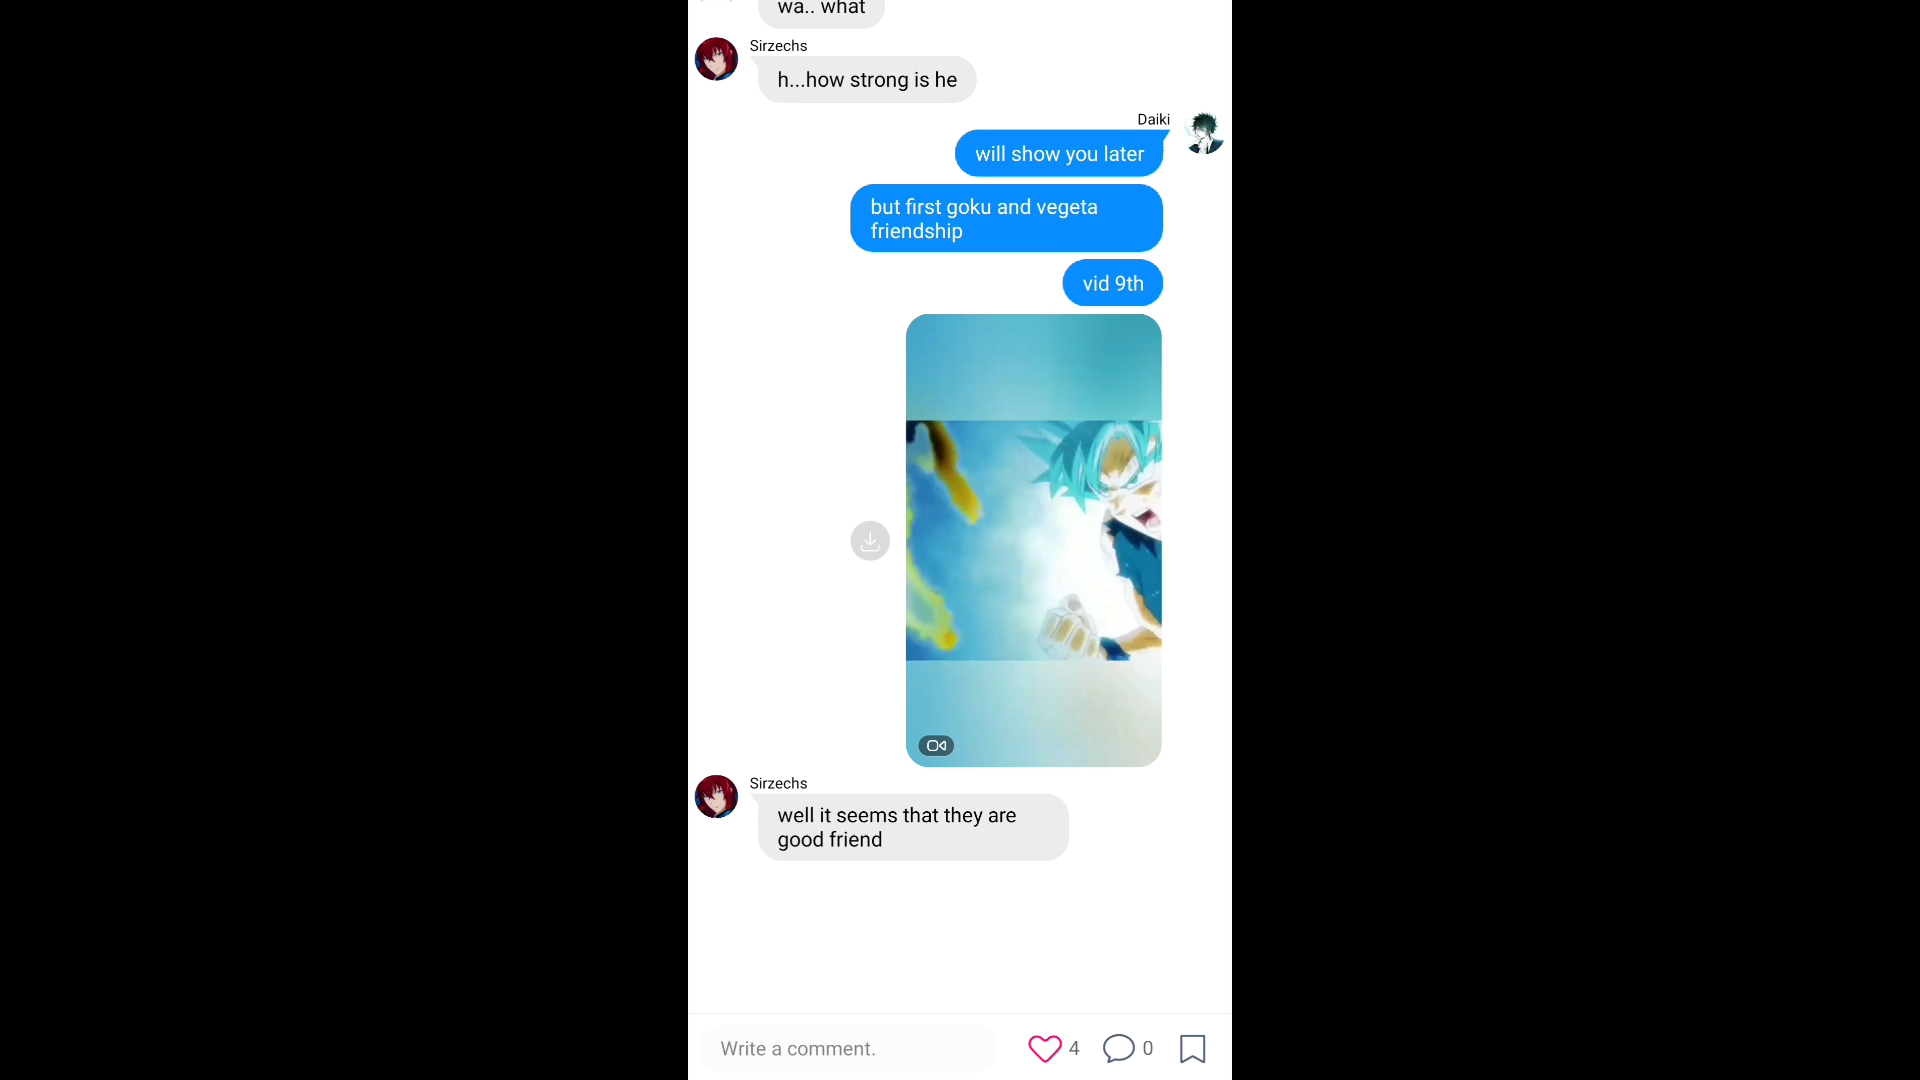 wa.. what
Sirzechs
h...how strong is he
Daiki
will show you later
but first goku and vegeta
friendship
vid 9th
Sirzechs
well it seems that they are
good friend
Write a comment.
4
0